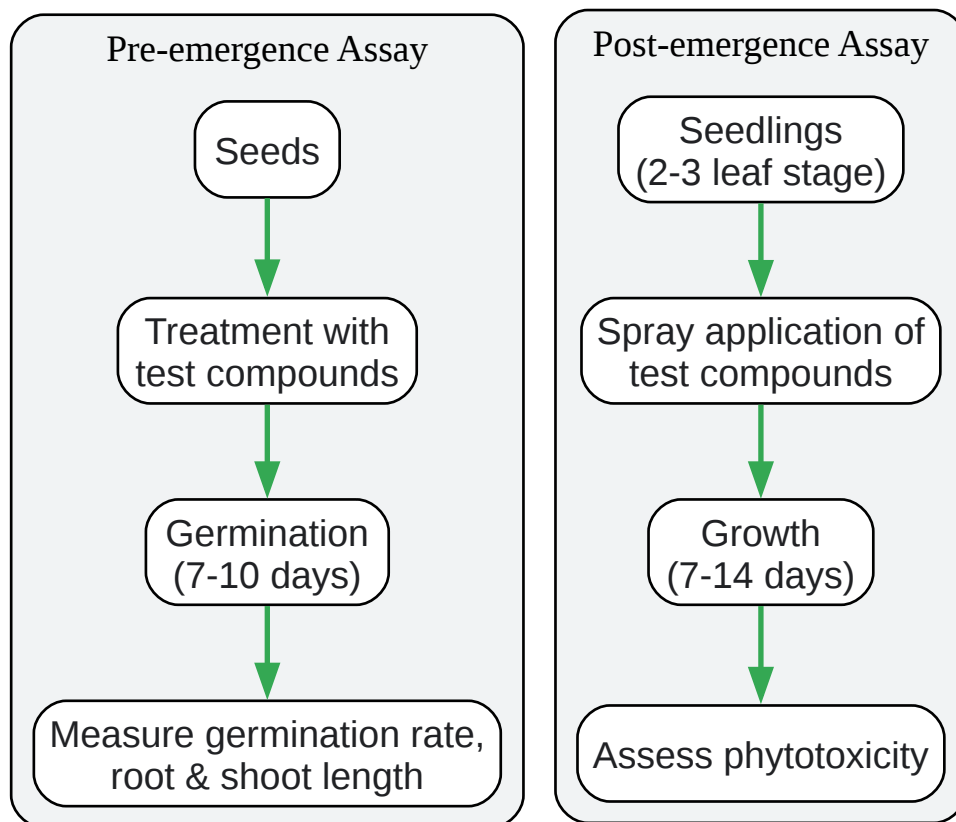 Pre-emergence Assay
Seeds
Treatment with
test compounds
Germination
(7-10 days)
Measure germination rate,
root & shoot length
Post-emergence Assay
Seedlings
(2-3 leaf stage)
Spray application of
test compounds
Growth
(7-14 days)
Assess phytotoxicity